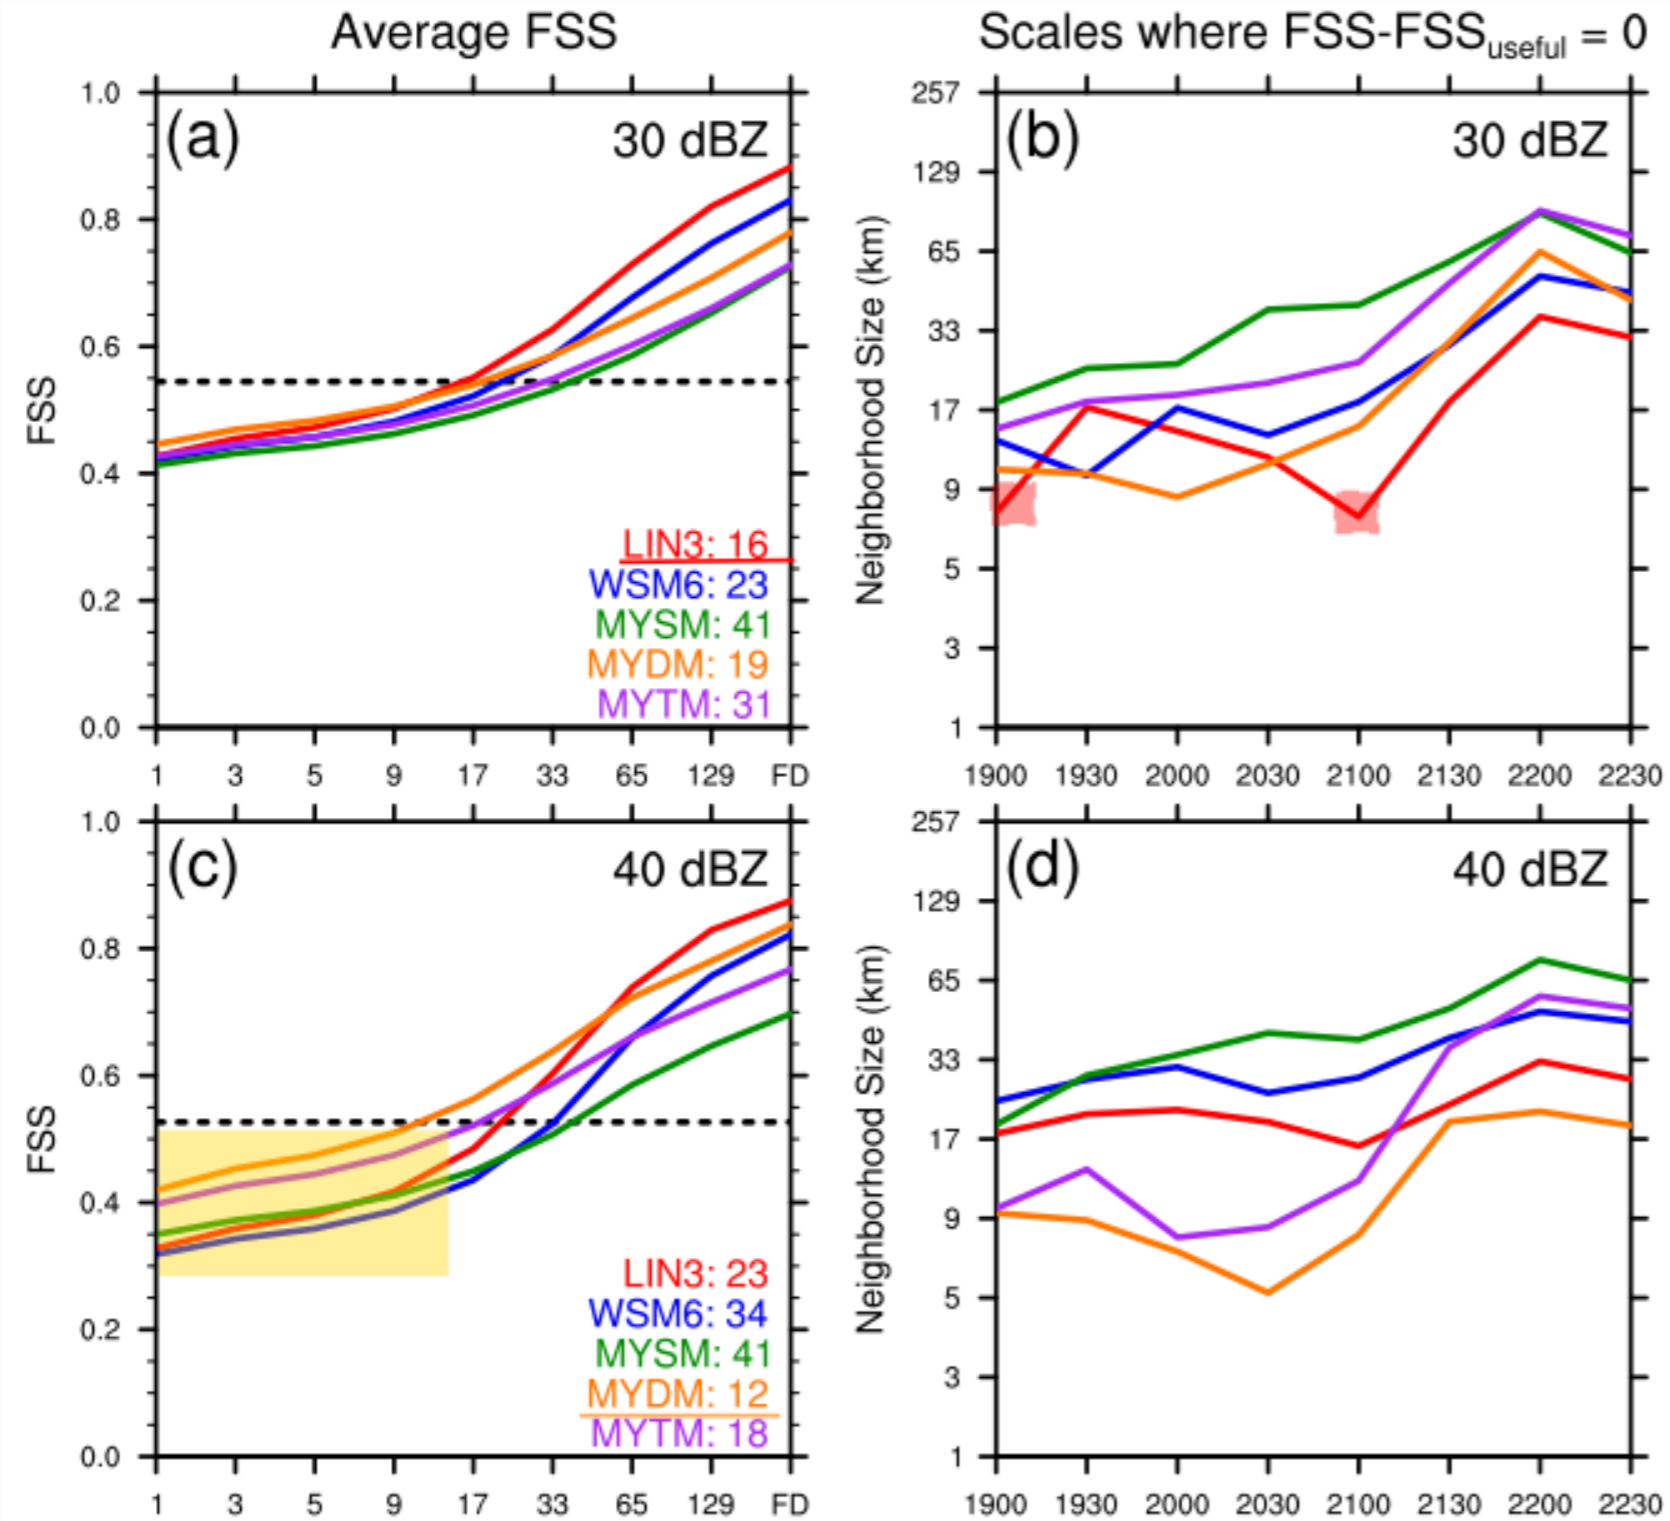 Average FSS
Scales where FSS-FSSuseful = 0
(a)
30 dBZ
FSS
1.0
0.8
0.6
0.4
0.2
0.0
LIN3: 16
WSM6: 23
MYSM: 41
MYDM: 19
MYTM: 31
1 3 5 9 17 33 65 129 FD
(b)
30 dBZ
Neighborhood Size (km)
257
129
65
33
17
9
5
3
1
1900 1930 2000 2030 2100 2130 2200 2230
(c)
40 dBZ
FSS
1.0
0.8
0.6
0.4
0.2
0.0
LIN3: 23
WSM6: 34
MYSM: 41
MYDM: 12
MYTM: 18
1 3 5 9 17 33 65 129 FD
(d)
40 dBZ
Neighborhood Size (km)
257
129
65
33
17
9
5
3
1
1900 1930 2000 2030 2100 2130 2200 2230